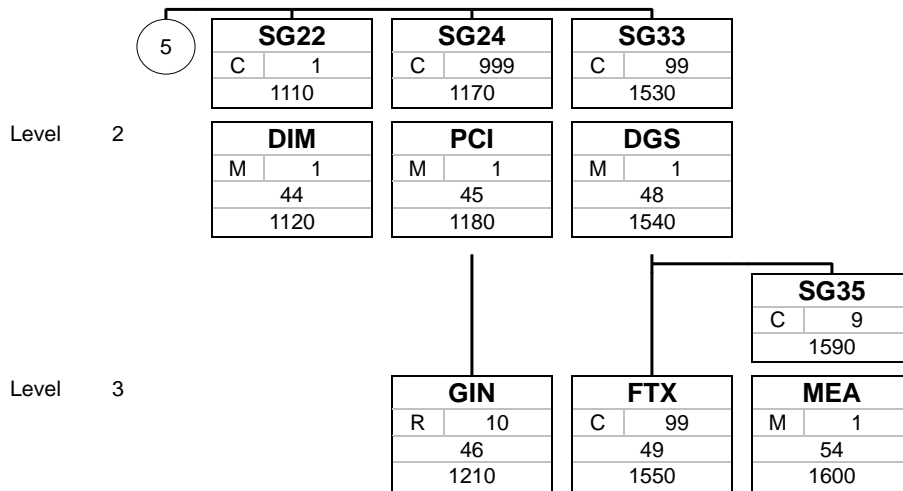 5
SG22 SG24 SG33
C 1 C 999 C 99
1110 1170 1530
Level 2
DIM PCI DGS
M 1 M 1 M 1
44 45 48
1120 1180 1540
SG35
C 9
1590
Level 3
GIN FTX MEA
R 10 C 99 M 1
46 49 54
1210 1550 1600